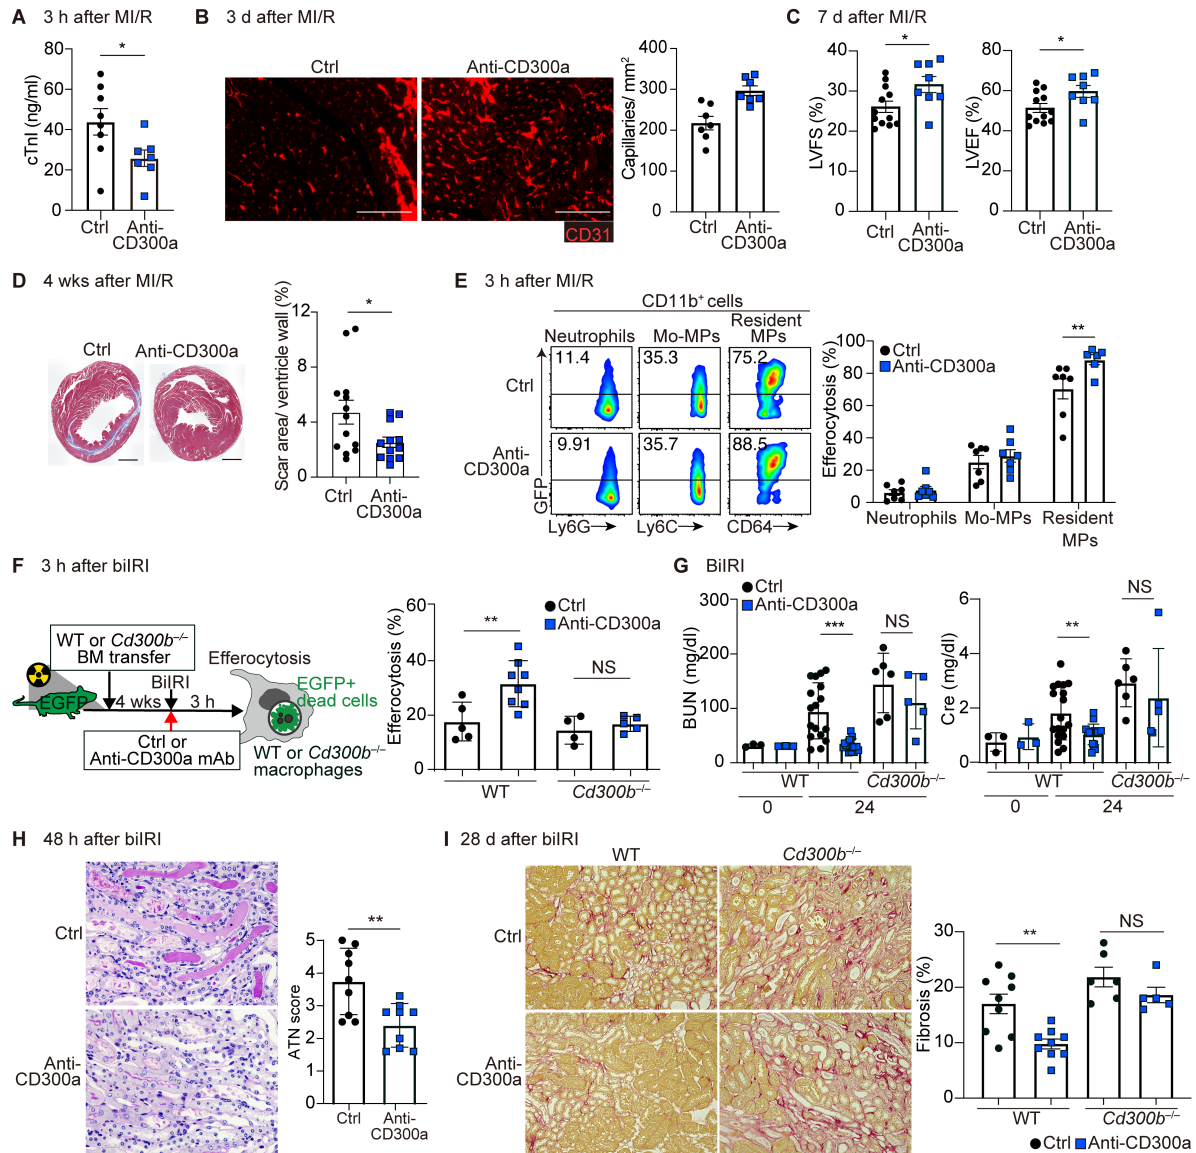 A 3 h after MI/R
cTnI (ng/ml)
80
60
40
20
0
*
Ctrl
Anti-
CD300a
B 3 d after MI/R
Ctrl
Anti-CD300a
CD31
Capillaries/ mm²
400
300
200
100
0
Ctrl
Anti-
CD300a
C 7 d after MI/R
LVFS (%)
40
30
20
10
0
*
Ctrl
Anti-
CD300a
LVEF (%)
80
60
40
20
0
*
Ctrl
Anti-
CD300a
D 4 wks after MI/R
Ctrl
Anti-CD300a
Scar area/ ventricle wall (%)
12
8
4
0
*
Ctrl
Anti-
CD300a
E 3 h after MI/R
CD11b⁺ cells
Neutrophils
Mo-MPs
Resident
MPs
Ctrl
11.4
35.3
75.2
Anti-
CD300a
9.91
35.7
88.5
GFP
Ly6G
Ly6C
CD64
Efferocytosis (%)
100
80
60
40
20
0
Ctrl
Anti-CD300a
**
Neutrophils
Mo-MPs
Resident
MPs
F 3 h after biIRI
WT or Cd300b⁻/⁻
BM transfer
BiIRI
EGFP
4 wks
3 h
Ctrl or
Anti-CD300a mAb
Efferocytosis
EGFP+
dead cells
WT or Cd300b⁻/⁻
macrophages
Efferocytosis (%)
60
40
20
0
Ctrl
Anti-CD300a
**
NS
WT
Cd300b⁻/⁻
G BiIRI
Ctrl
Anti-CD300a
BUN (mg/dl)
300
200
100
0
***
NS
WT
Cd300b⁻/⁻
0
24
Cre (mg/dl)
6
4
2
0
**
NS
WT
Cd300b⁻/⁻
0
24
H 48 h after biIRI
Ctrl
Anti-
CD300a
ATN score
5
4
3
2
1
0
**
Ctrl
Anti-
CD300a
I 28 d after biIRI
WT
Cd300b⁻/⁻
Ctrl
Anti-
CD300a
Fibrosis (%)
30
20
10
0
**
NS
WT
Cd300b⁻/⁻
Ctrl
Anti-CD300a